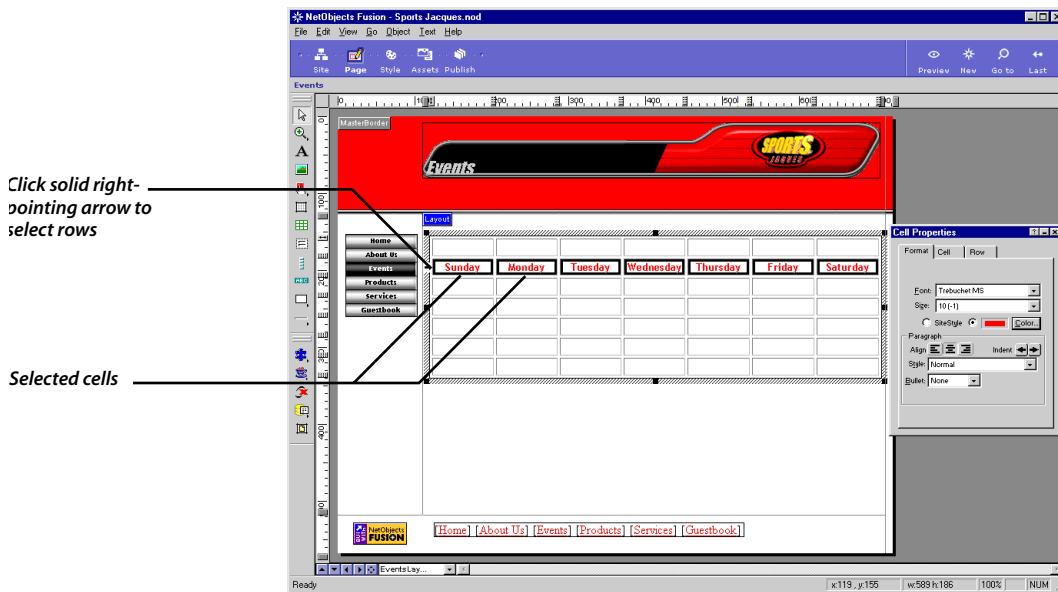 NetObjects Fusion - Sports Jacques.nod
File Edit View Go Object Text Help
Site Page Style Assets Publish
Preview New Go to Last
Events
MasterBorder
Events
SPORTS
Click solid right-
pointing arrow to
select rows
Layout
Home
About Us
Events
Products
Services
Guestbook
Sunday Monday Tuesday Wednesday Thursday Friday Saturday
Cell Properties
Format Cell Row
Font: Trebuchet MS
Size: 10 (-1)
SiteStyle Color...
Paragraph
Align Indent
Style: Normal
Bullet: None
Selected cells
NetObjects
FUSION
[Home] [About Us] [Events] [Products] [Services] [Guestbook]
EventsLay...
Ready x:119 , y:155 w:589 h:186 100% NUM